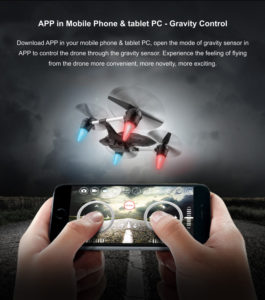 APP in Mobile Phone & tablet PC - Gravity Control
Download APP in your mobile phone & tablet PC, open the mode of gravity sensor in
APP to control the drone through the gravity sensor. Experience the feeling of flying
from the drone more convenient, more novelty, more exciting.